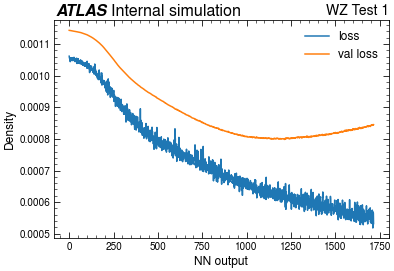 ATLAS Internal simulation
WZ Test 1
loss
val loss
Density
0.0011
0.0010
0.0009
0.0008
0.0007
0.0006
0.0005
0 250 500 750 1000 1250 1500 1750
NN output